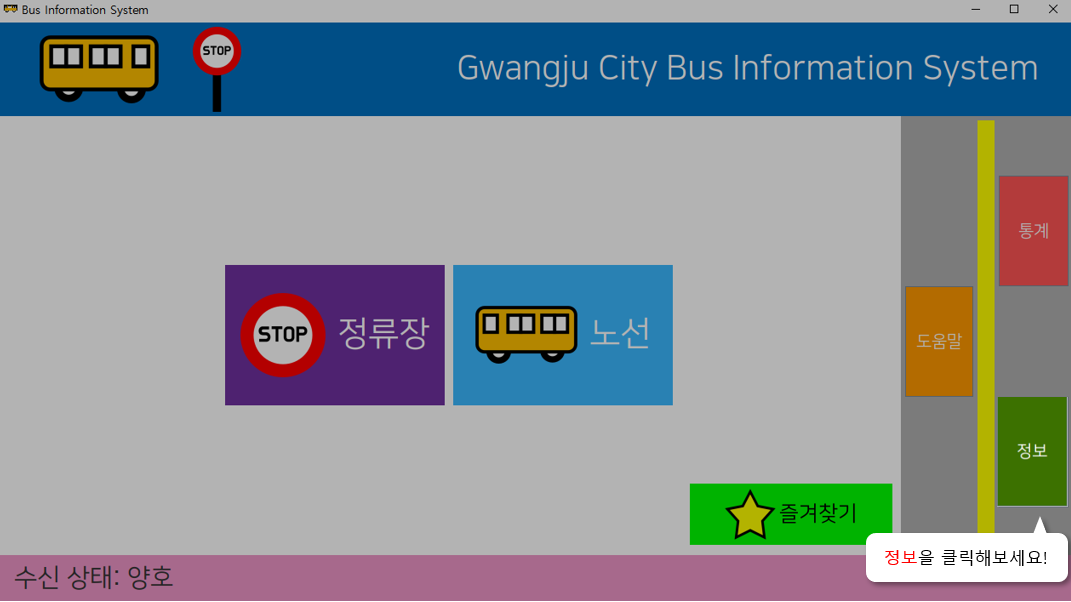 Bus Information System
STOP
Gwangju City Bus Information System
통계
STOP 정류장
노선
도움말
정보
즐겨찾기
정보을 클릭해보세요!
수신 상태: 양호